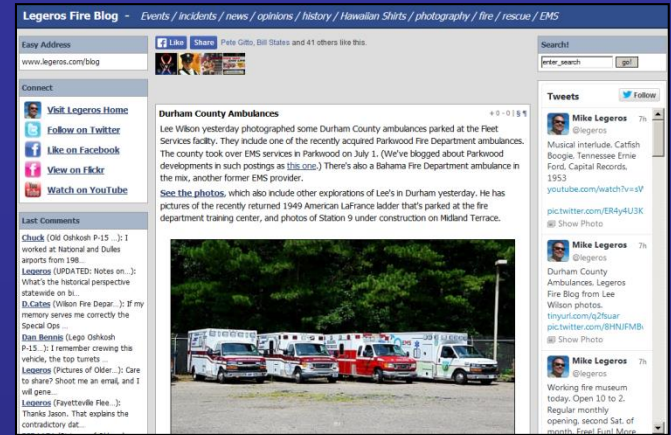 Legeros Fire Blog - Events / incidents / news / opinions / history / Hawaiian Shirts / photography / fire / rescue / EMS
Easy Address
www.legeros.com/blog
Connect
Visit Legeros Home
Follow on Twitter
Like on Facebook
View on Flickr
Watch on YouTube
Last Comments
Chuck (Old Oshkosh P-15 …): I
worked at National and Dulles
airports from 198...
Legeros (UPDATED: Notes on…):
What's the historical perspective
statewide on bi...
D.Cates (Wilson Fire Depar…): If my
memory serves me correctly the
Special Ops ...
Dan Bennis (Lego Oshkosh
P-15…): I remember crewing this
vehicle, the top turrets ...
Legeros (Pictures of Older…): Care
to share? Shoot me an email, and I
will gene...
Legeros (Fayetteville Flee…):
Thanks Jason. That explains the
contradictory dat...
Like Share Pete Gitto, Bill States and 41 others like this.
Durham County Ambulances
+ 0 - 0 | § ¶
Lee Wilson yesterday photographed some Durham County ambulances parked at the Fleet
Services facility. They include one of the recently acquired Parkwood Fire Department ambulances.
The county took over EMS services in Parkwood on July 1. (We've blogged about Parkwood
developments in such postings as this one.) There's also a Bahama Fire Department ambulance in
the mix, another former EMS provider.
See the photos, which also include other explorations of Lee's in Durham yesterday. He has
pictures of the recently returned 1949 American LaFrance ladder that's parked at the fire
department training center, and photos of Station 9 under construction on Midland Terrace.
Search!
enter_search go!
Tweets Follow
Mike Legeros 7h
@legeros
Musical interlude. Catfish
Boogie. Tennessee Ernie
Ford, Capital Records,
1953
youtube.com/watch?v=sV
pic.twitter.com/ER4y4U3K
Show Photo
Mike Legeros 7h
@legeros
Durham County
Ambulances. Legeros
Fire Blog from Lee
Wilson photos.
tinyurl.com/q2fsuar
pic.twitter.com/8HNJFMB
Show Photo
Mike Legeros 7h
@legeros
Working fire museum
today. Open 10 to 2.
Regular monthly
opening, second Sat. of
month. Free! Fun! More